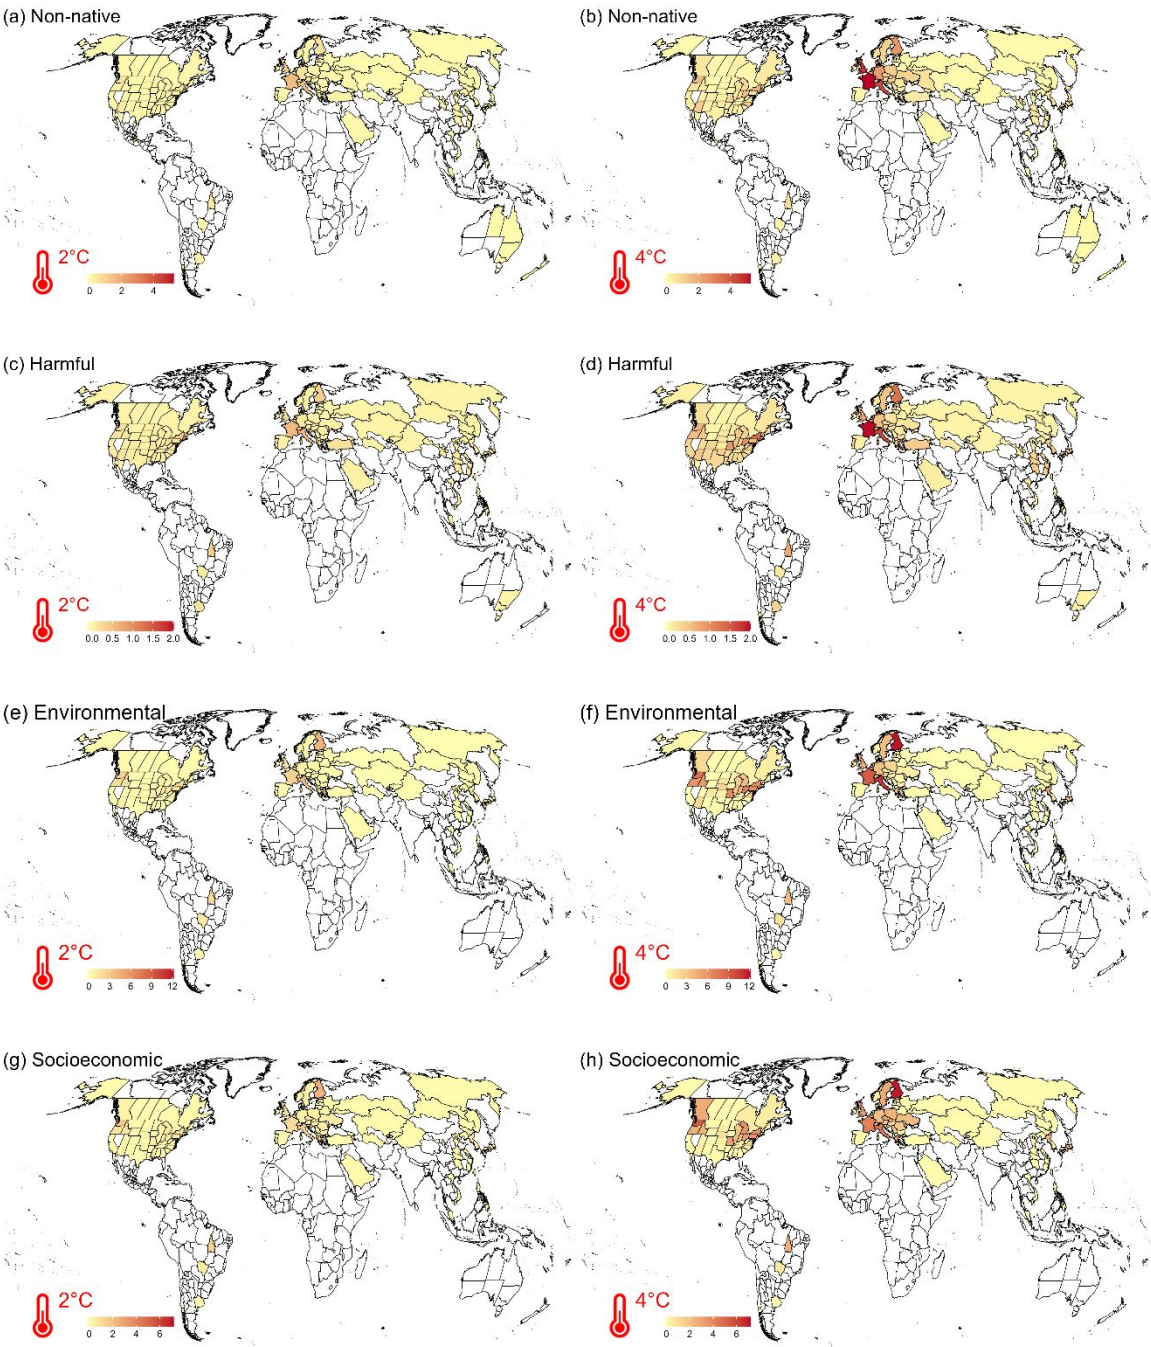 (a) Non-native
(b) Non-native
2°C
0 2 4
4°C
0 2 4
(c) Harmful
(d) Harmful
2°C
0.0 0.5 1.0 1.5 2.0
4°C
0.0 0.5 1.0 1.5 2.0
(e) Environmental
(f) Environmental
2°C
0 3 6 9 12
4°C
0 3 6 9 12
(g) Socioeconomic
(h) Socioeconomic
2°C
0 2 4 6
4°C
0 2 4 6